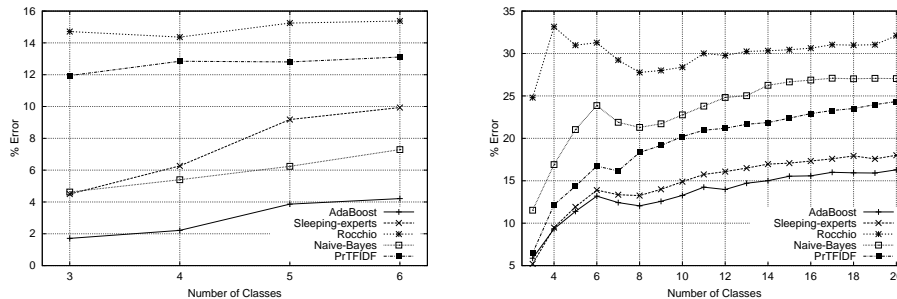 16
14
12
10
8
6
4
2
0
% Error
3
4
5
6
Number of Classes
AdaBoost
Sleeping-experts
Rocchio
Naive-Bayes
PrTFIDF
35
30
25
20
15
10
5
% Error
4
6
8
10
12
14
16
18
20
Number of Classes
AdaBoost
Sleeping-experts
Rocchio
Naive-Bayes
PrTFIDF